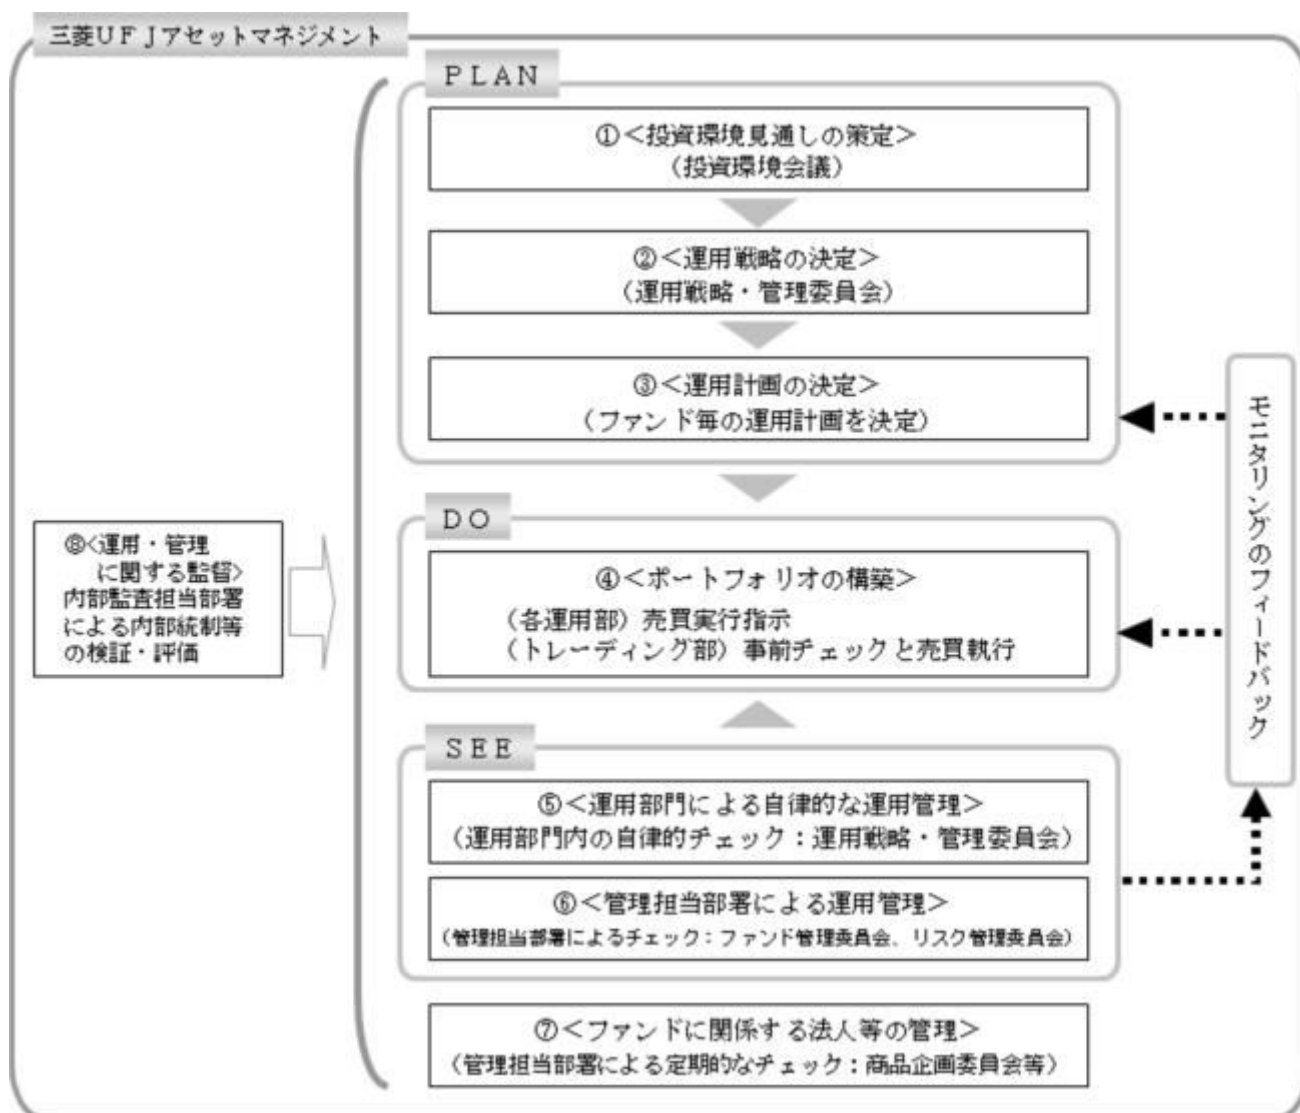 三菱ＵＦＪアセットマネジメント
ＰＬＡＮ
①＜投資環境見通しの策定＞
（投資環境会議）
②＜運用戦略の決定＞
（運用戦略・管理委員会）
③＜運用計画の決定＞
（ファンド毎の運用計画を決定）
ＤＯ
④＜ポートフォリオの構築＞
（各運用部）売買実行指示
（トレーディング部）事前チェックと売買執行
ＳＥＥ
⑤＜運用部門による自律的な運用管理＞
（運用部門内の自律的チェック：運用戦略・管理委員会）
⑥＜管理担当部署による運用管理＞
（管理担当部署によるチェック：ファンド管理委員会、リスク管理委員会）
⑦＜ファンドに関係する法人等の管理＞
（管理担当部署による定期的なチェック：商品企画委員会等）
⑧＜運用・管理
に関する監督＞
内部監査担当部署
による内部統制等
の検証・評価
モニタリングのフィードバック